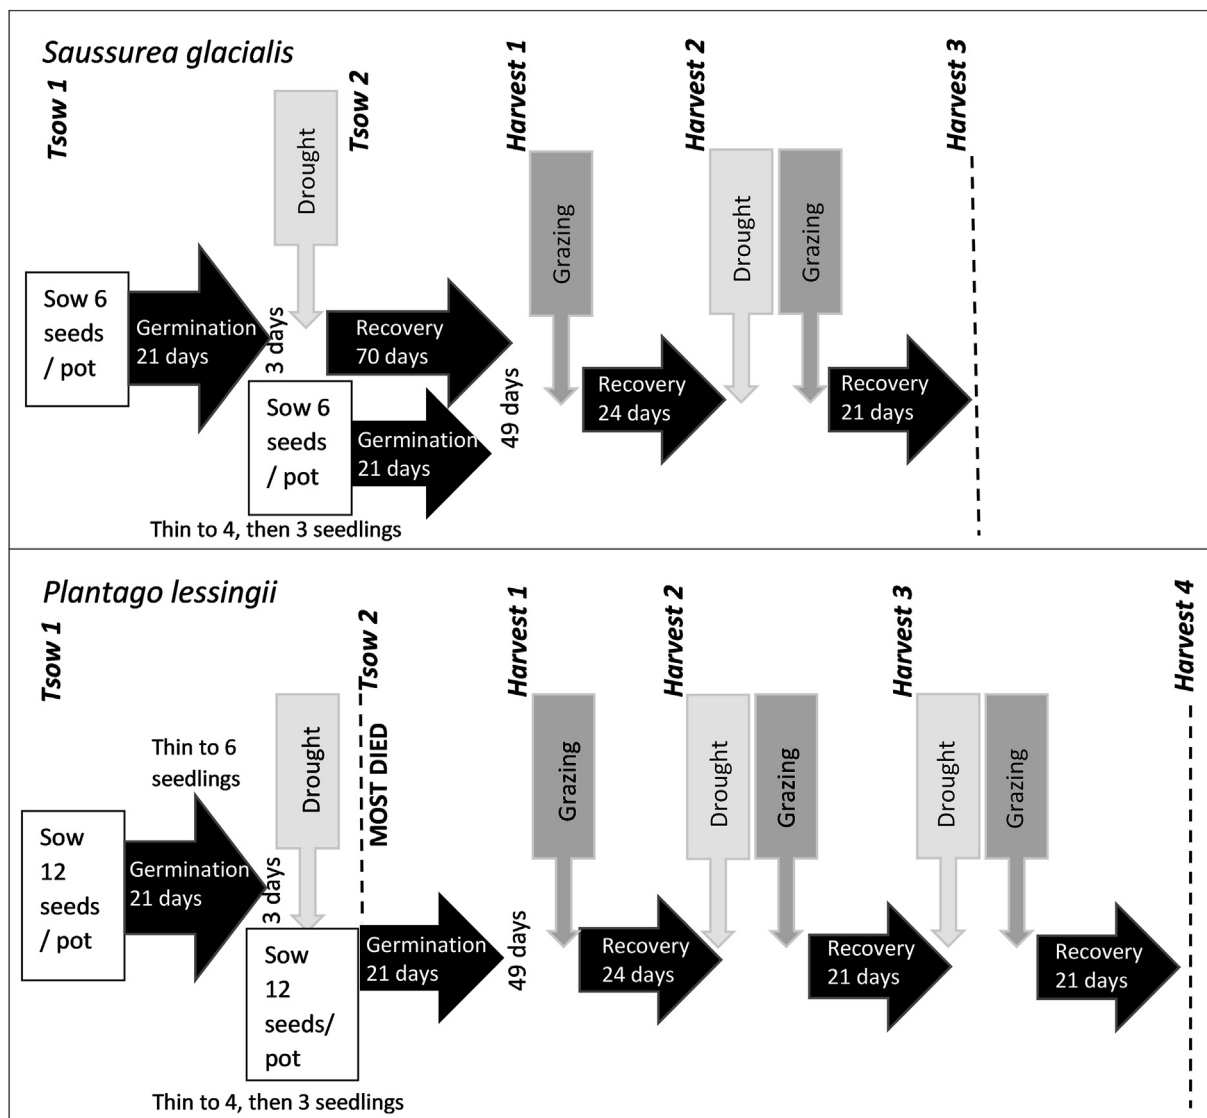 Saussurea glacialis
Tsow 1
Drought
Tsow 2
Harvest 1
Grazing
Harvest 2
Drought
Grazing
Harvest 3
Sow 6
seeds
/ pot
Germination
21 days
3 days
Recovery
70 days
Sow 6
seeds
/ pot
Germination
21 days
49 days
Recovery
24 days
Recovery
21 days
Thin to 4, then 3 seedlings
Plantago lessingii
Tsow 1
Drought
Tsow 2
MOST DIED
Harvest 1
Grazing
Harvest 2
Drought
Grazing
Harvest 3
Drought
Grazing
Harvest 4
Thin to 6
seedlings
Sow
12
seeds
/ pot
Germination
21 days
3 days
Sow
12
seeds/
pot
Germination
21 days
49 days
Recovery
24 days
Recovery
21 days
Recovery
21 days
Thin to 4, then 3 seedlings